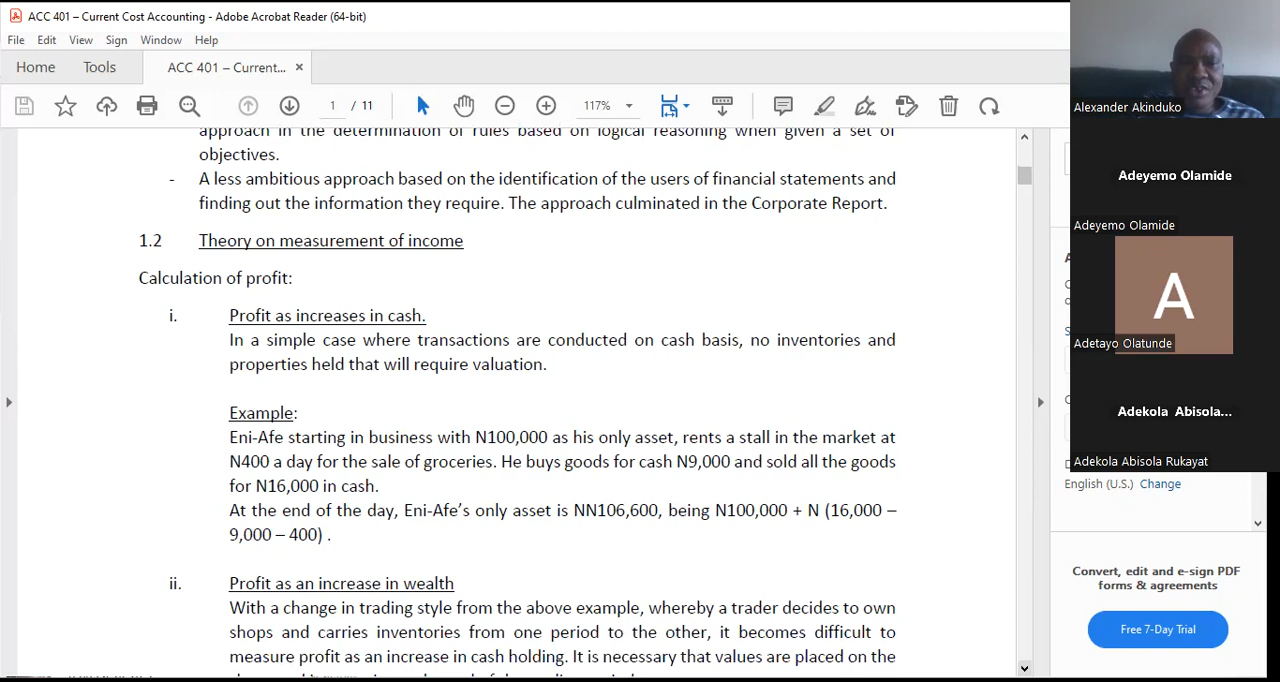 ACC 401 – Current Cost Accounting - Adobe Acrobat Reader (64-bit)
File Edit View Sign Window Help
Home Tools ACC 401 – Current... ×
1 / 11 117%
approach in the determination of rules based on logical reasoning when given a set of
objectives.
- A less ambitious approach based on the identification of the users of financial statements and
finding out the information they require. The approach culminated in the Corporate Report.
1.2 Theory on measurement of income
Calculation of profit:
i. Profit as increases in cash.
In a simple case where transactions are conducted on cash basis, no inventories and
properties held that will require valuation.
Example:
Eni-Afe starting in business with N100,000 as his only asset, rents a stall in the market at
N400 a day for the sale of groceries. He buys goods for cash N9,000 and sold all the goods
for N16,000 in cash.
At the end of the day, Eni-Afe's only asset is NN106,600, being N100,000 + N (16,000 –
9,000 – 400) .
ii. Profit as an increase in wealth
With a change in trading style from the above example, whereby a trader decides to own
shops and carries inventories from one period to the other, it becomes difficult to
measure profit as an increase in cash holding. It is necessary that values are placed on the
Alexander Akinduko
Adeyemo Olamide
Adeyemo Olamide
A
Adetayo Olatunde
Adekola Abisola...
Adekola Abisola Rukayat
English (U.S.) Change
Convert, edit and e-sign PDF
forms & agreements
Free 7-Day Trial